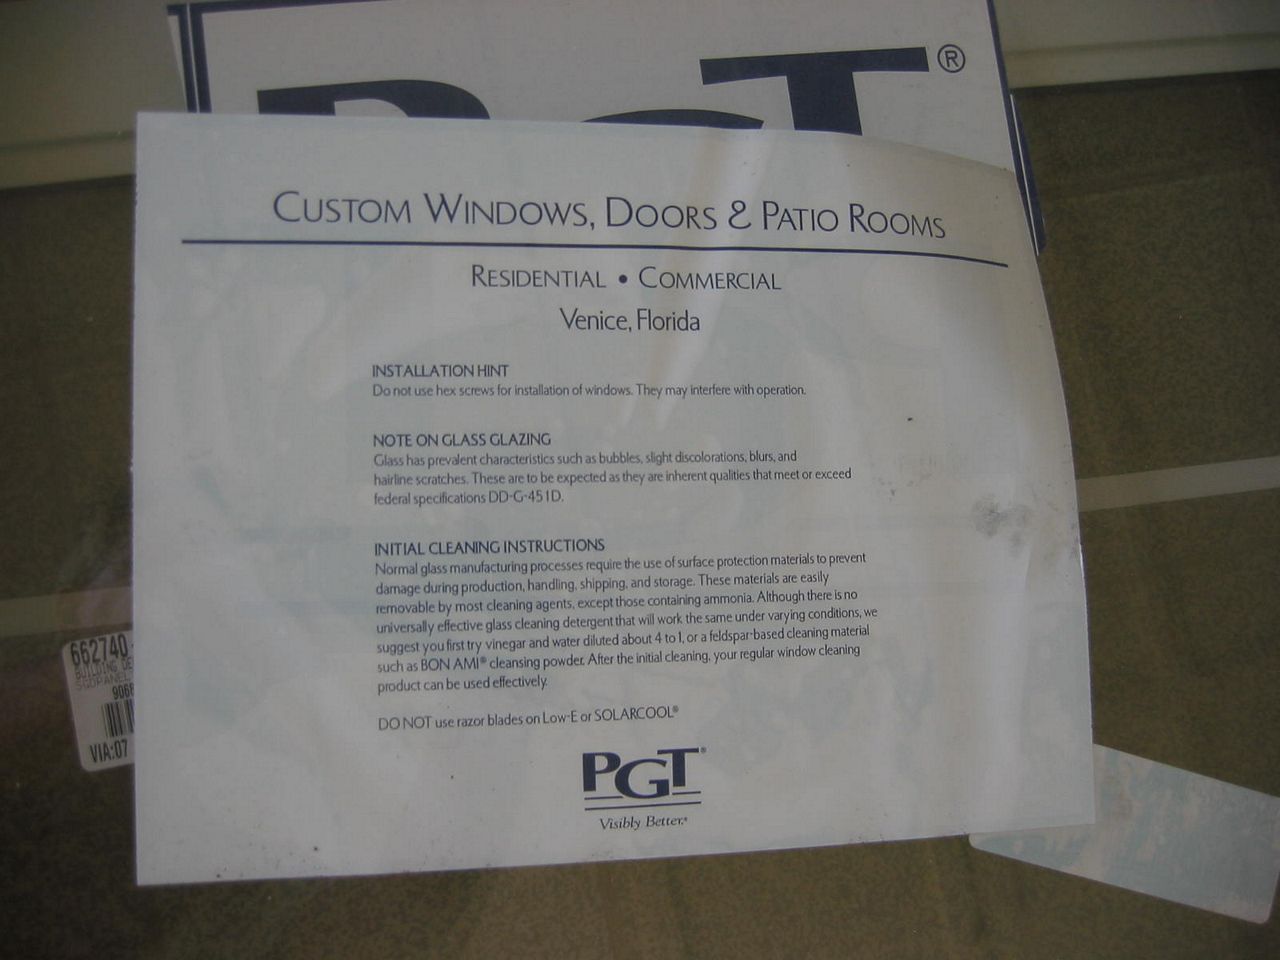 PGT®
CUSTOM WINDOWS, DOORS & PATIO ROOMS
RESIDENTIAL • COMMERCIAL
Venice, Florida
INSTALLATION HINT
Do not use hex screws for installation of windows. They may interfere with operation.
NOTE ON GLASS GLAZING
Glass has prevalent characteristics such as bubbles, slight discolorations, blurs, and
hairline scratches. These are to be expected as they are inherent qualities that meet or exceed
federal specifications DD-G-451D.
INITIAL CLEANING INSTRUCTIONS
Normal glass manufacturing processes require the use of surface protection materials to prevent
damage during production, handling, shipping, and storage. These materials are easily
removable by most cleaning agents, except those containing ammonia. Although there is no
universally effective glass cleaning detergent that will work the same under varying conditions, we
suggest you first try vinegar and water diluted about 4 to 1, or a feldspar-based cleaning material
such as BON AMI® cleansing powder. After the initial cleaning, your regular window cleaning
product can be used effectively.
DO NOT use razor blades on Low-E or SOLARCOOL®
PGT®
Visibly Better.®
662740
BUILDING DE
SGDPANEL
9066
VIA:07